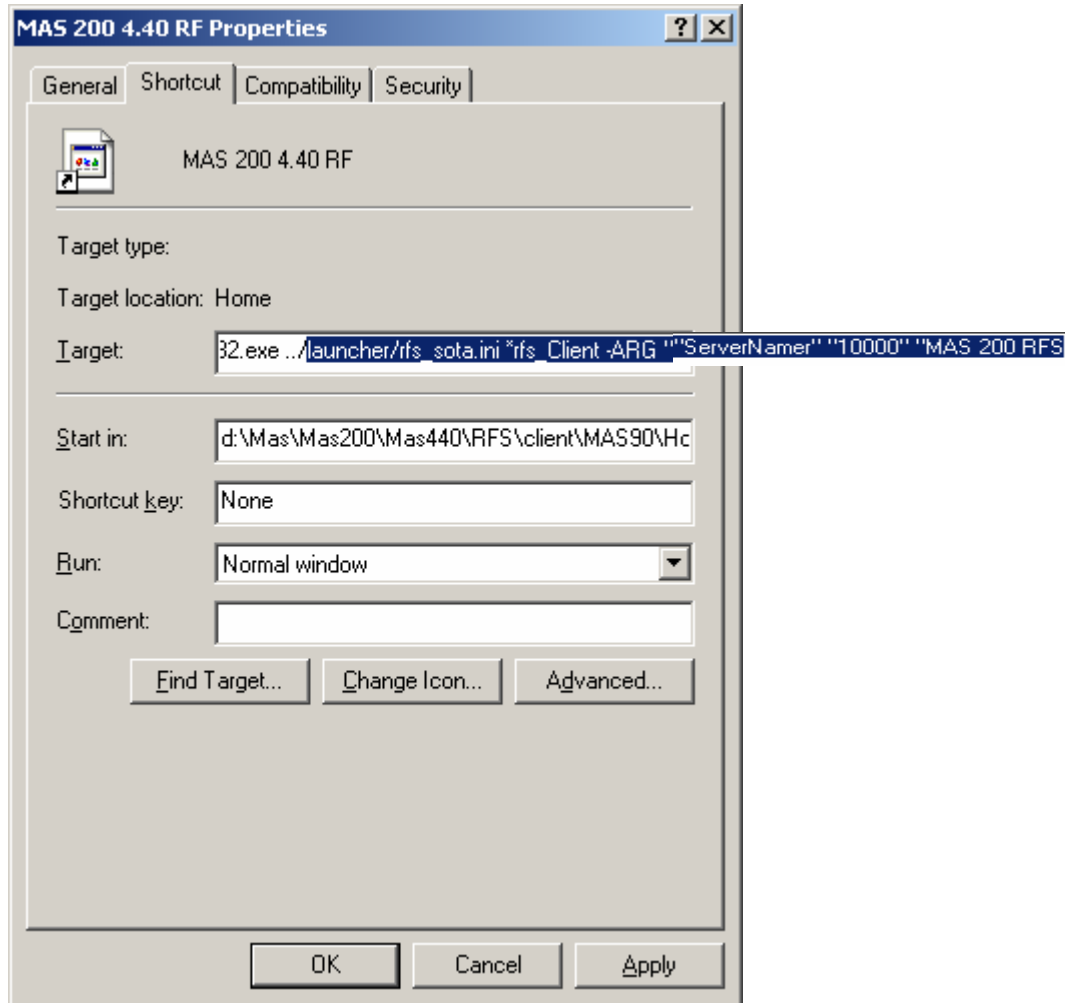 MAS 200 4.40 RF Properties
General Shortcut Compatibility Security
MAS 200 4.40 RF
Target type:
Target location: Home
Target: 32.exe ../launcher/rfs_sota.ini *rfs_Client -ARG ""ServerNamer" "10000" "MAS 200 RFS
Start in: d:\Mas\Mas200\Mas440\RFS\client\MAS90\Hc
Shortcut key: None
Run: Normal window
Comment:
Find Target... Change Icon... Advanced...
OK Cancel Apply